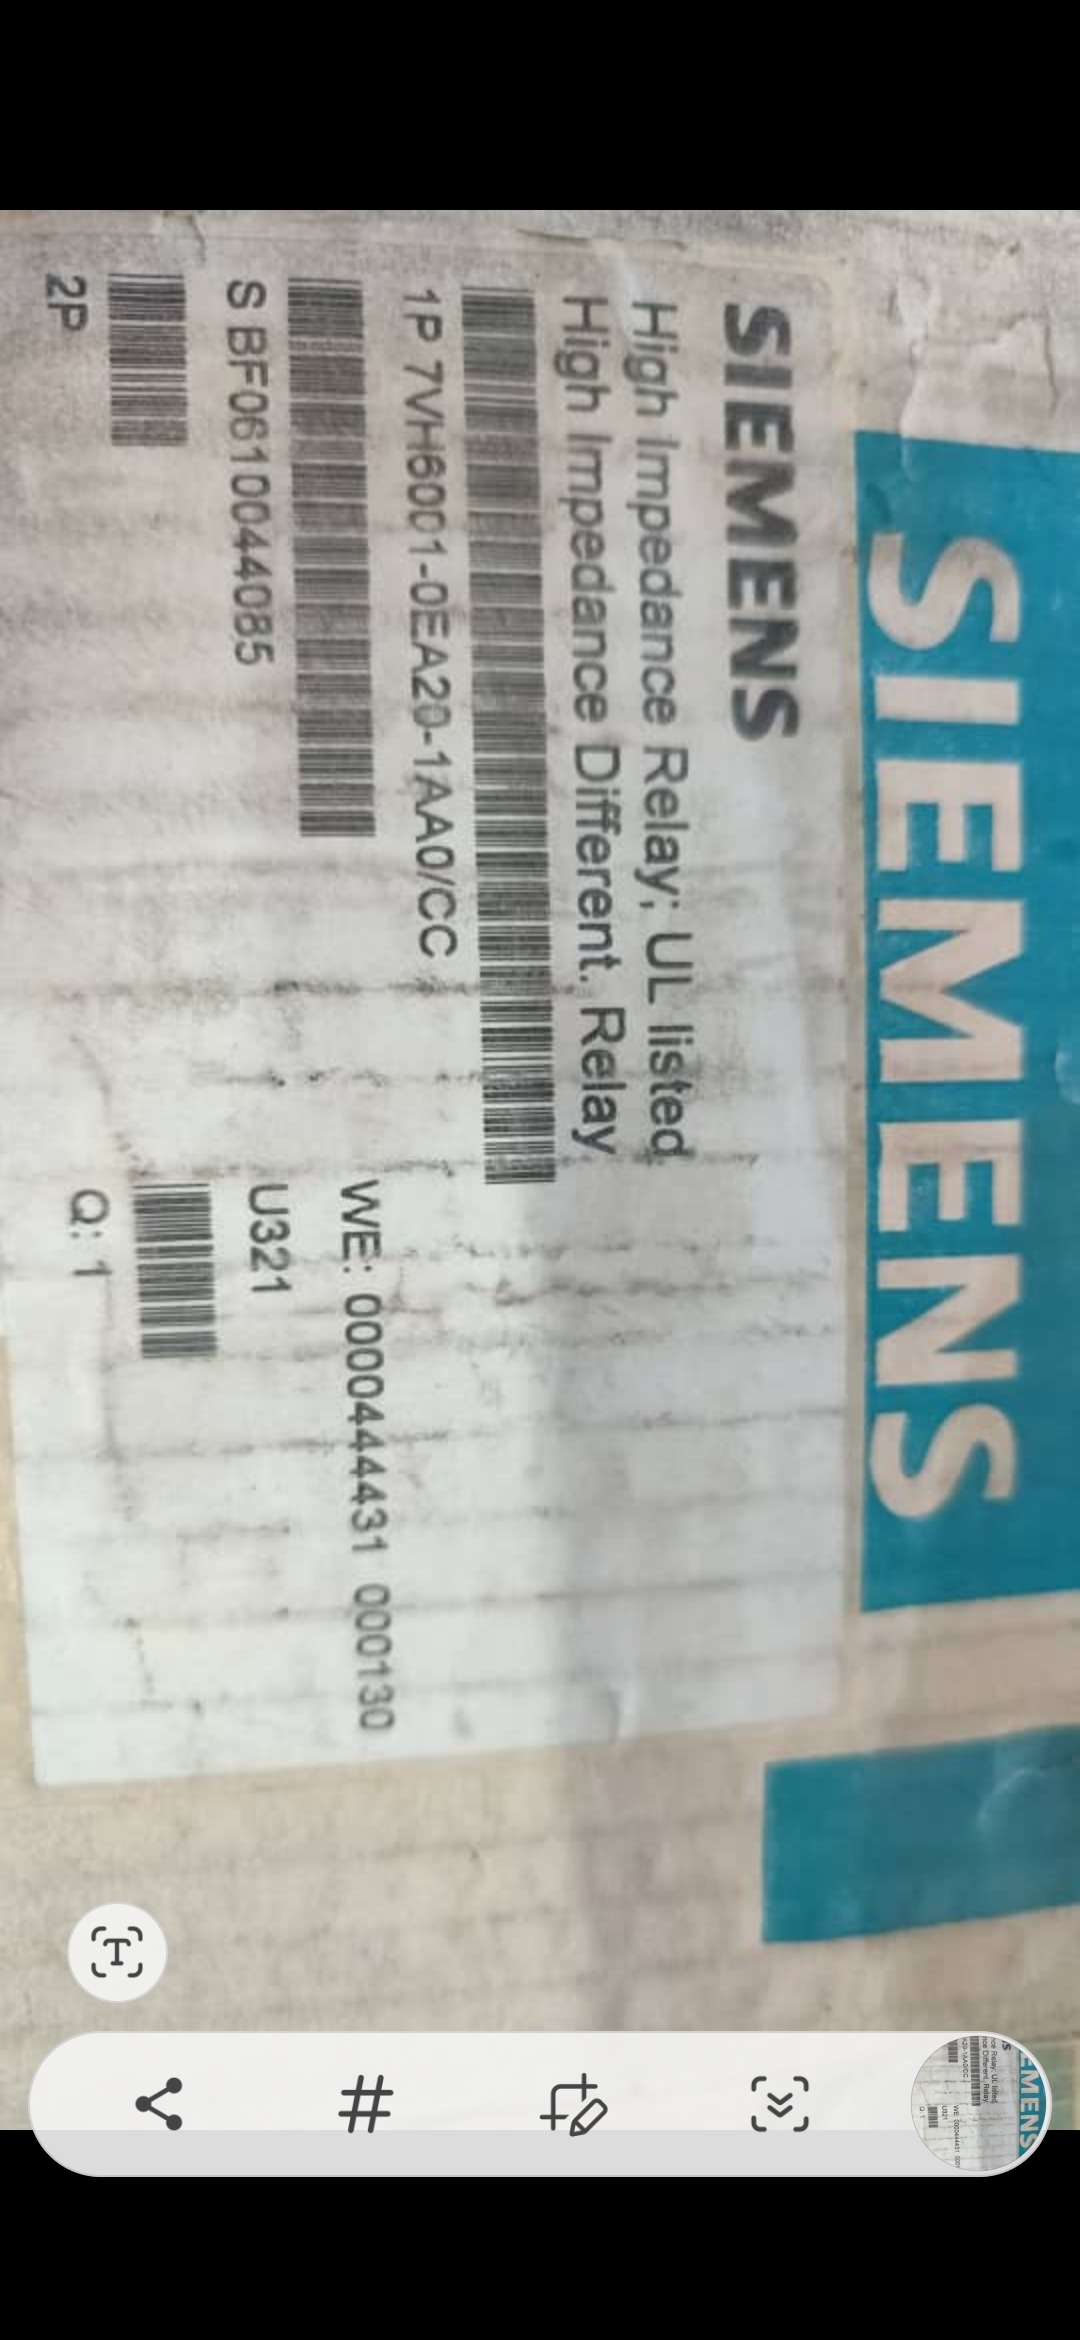 SIEMENS
SIEMENS
High Impedance Relay; UL listed
High Impedance Different. Relay
1P 7VH6001-0EA20-1AA0/CC
WE: 0000444431 000130
S BF0610044085
U321
2P
Q: 1